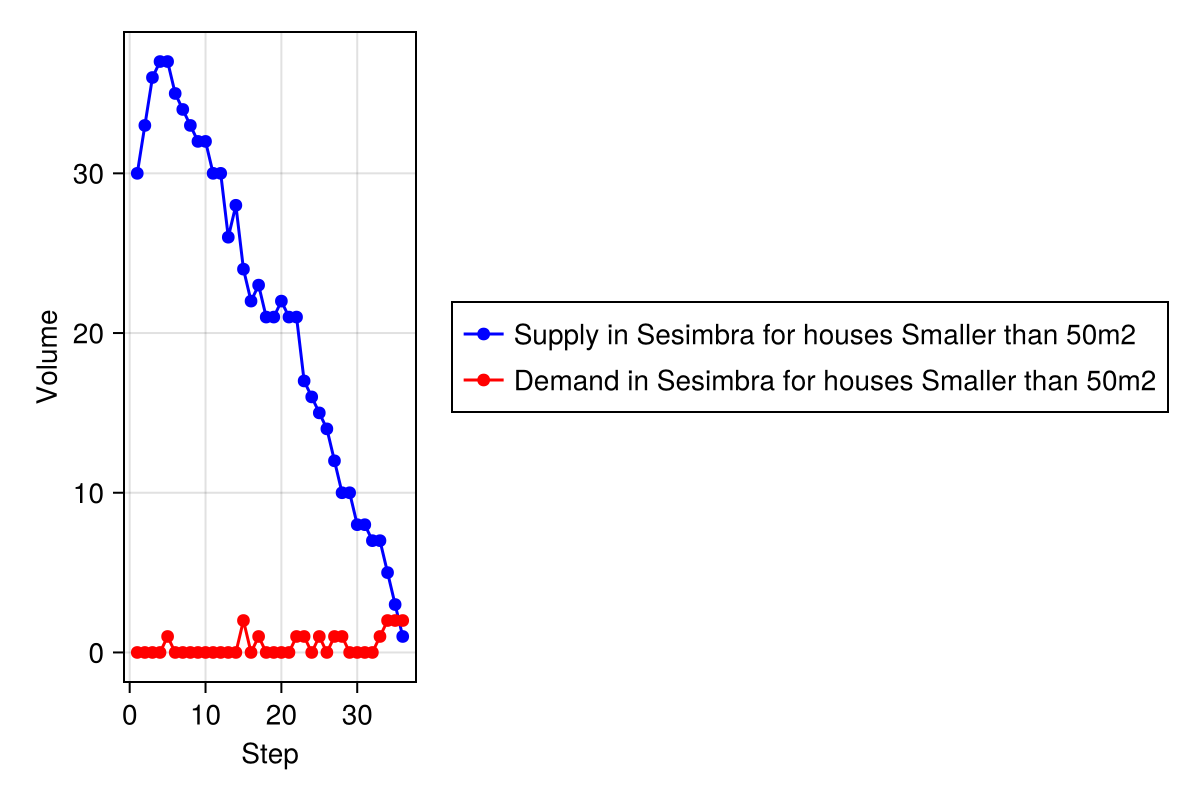 Volume
30
20
10
0
0 10 20 30
Step
Supply in Sesimbra for houses Smaller than 50m2
Demand in Sesimbra for houses Smaller than 50m2